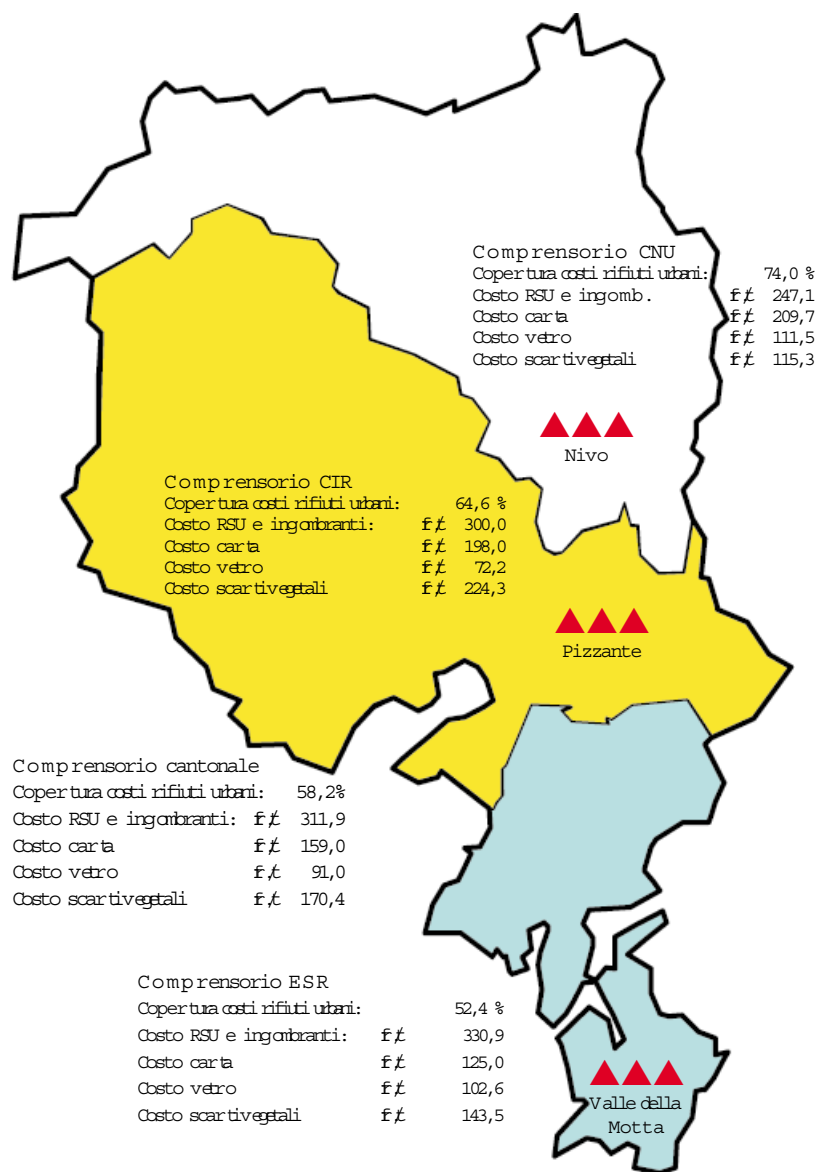 Comprensorio CNU
Copertura costi rifiuti urbani: 74,0 %
Costo RSU e ingomb. fr/t 247,1
Costo carta fr/t 209,7
Costo vetro fr/t 111,5
Costo scarti vegetali fr/t 115,3
Nivo
Comprensorio CIR
Copertura costi rifiuti urbani: 64,6 %
Costo RSU e ingombranti: fr/t 300,0
Costo carta fr/t 198,0
Costo vetro fr/t 72,2
Costo scarti vegetali fr/t 224,3
Pizzante
Comprensorio cantonale
Copertura costi rifiuti urbani: 58,2%
Costo RSU e ingombranti: fr/t 311,9
Costo carta fr/t 159,0
Costo vetro fr/t 91,0
Costo scarti vegetali fr/t 170,4
Comprensorio ESR
Copertura costi rifiuti urbani: 52,4 %
Costo RSU e ingombranti: fr/t 330,9
Costo carta fr/t 125,0
Costo vetro fr/t 102,6
Costo scarti vegetali fr/t 143,5
Valle della
Motta